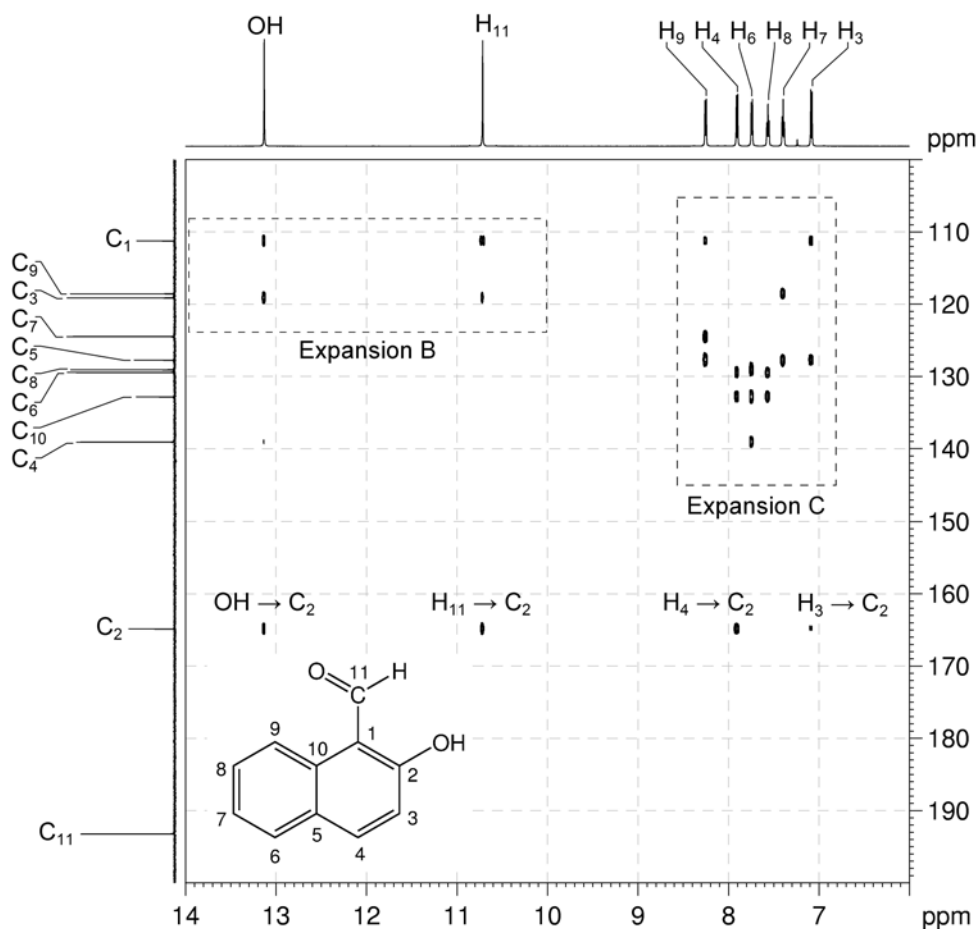 OH
H₁₁
H₉ H₄ H₆ H₈ H₇ H₃
ppm
C₁
C₉
C₃
C₇
C₅
C₈
C₆
C₁₀
C₄
C₂
C₁₁
110
120
130
140
150
160
170
180
190
Expansion B
Expansion C
OH → C₂
H₁₁ → C₂
H₄ → C₂
H₃ → C₂
O
11
C
H
9
10
1
OH
8
2
7
5
3
6
4
14 13 12 11 10 9 8 7 ppm